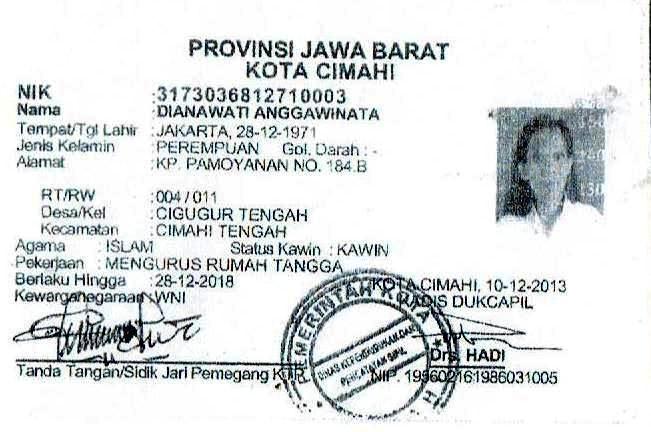 PROVINSI JAWA BARAT
KOTA CIMAHI
NIK :3173036812710003
Nama :DIANAWATI ANGGAWINATA
Tempat/Tgl Lahir :JAKARTA, 28-12-1971
Jenis Kelamin :PEREMPUAN Gol. Darah : -
Alamat :KP. PAMOYANAN NO. 184.B
RT/RW :004/011
Desa/Kel :CIGUGUR TENGAH
Kecamatan :CIMAHI TENGAH
Agama : ISLAM Status Kawin : KAWIN
Pekerjaan : MENGURUS RUMAH TANGGA
Berlaku Hingga :28-12-2018 KOTA CIMAHI, 10-12-2013
Kewarganegaraan :WNI KADIS DUKCAPIL
PEMERINTAH KOTA
DINAS KEPENDUDUKAN DAN
PENCATATAN SIPIL
Drs. HADI
Tanda Tangan/Sidik Jari Pemegang KTP NIP. 195602161986031005